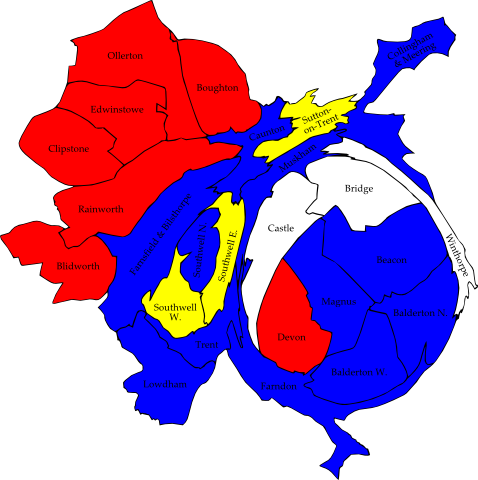 Collingham
& Meering
Ollerton
Boughton
Edwinstowe
Sutton-
on-Trent
Caunton
Clipstone
Muskham
Bridge
Rainworth
Castle
Farnsfield & Bilsthorpe
Southwell N.
Southwell E.
Winthorpe
Beacon
Blidworth
Magnus
Southwell
W.
Balderton N.
Devon
Trent
Balderton W.
Lowdham
Farndon